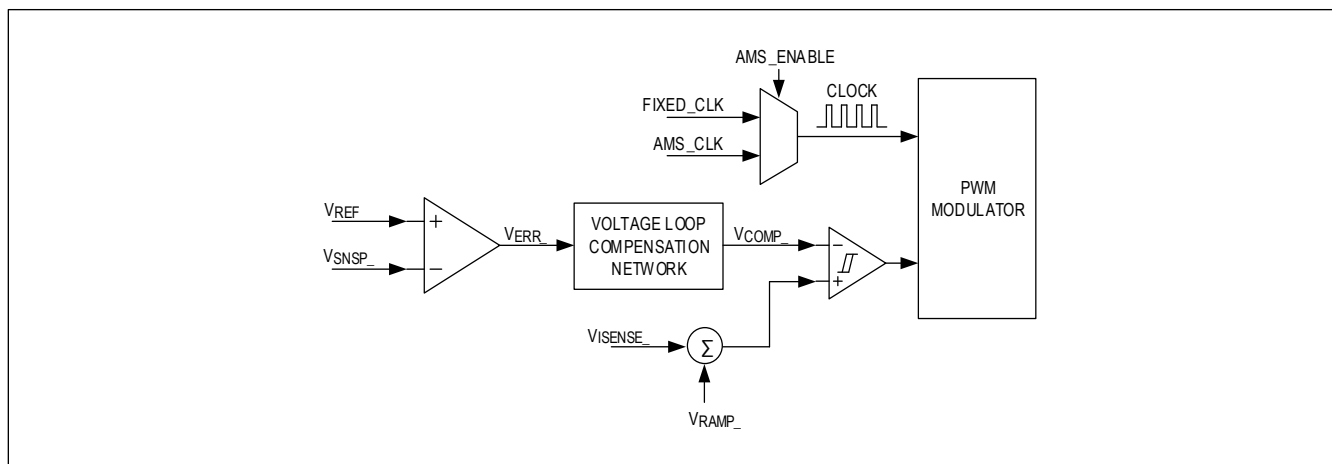 AMS_ENABLE
FIXED_CLK
CLOCK
AMS_CLK
PWM
MODULATOR
VREF
+
VERR_
VOLTAGE LOOP
COMPENSATION
NETWORK
VCOMP_
−
VSNSP_
−
+
VISENSE_
Σ
VRAMP_